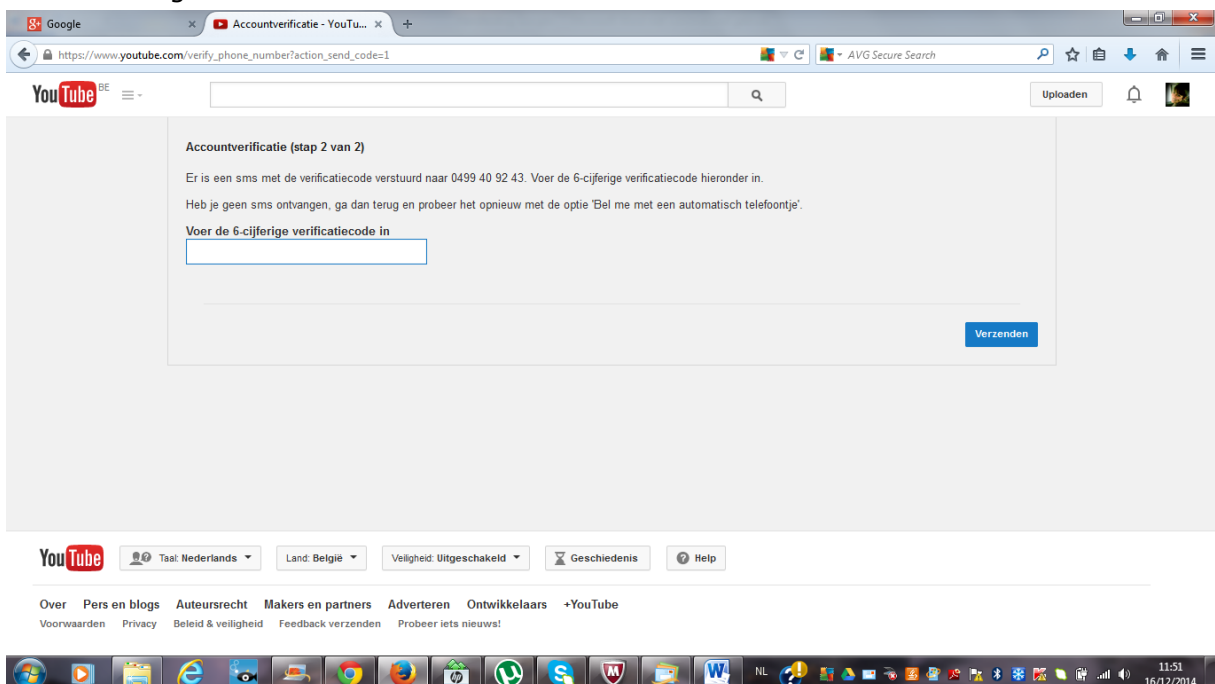 Google
Accountverificatie - YouTu...
https://www.youtube.com/verify_phone_number?action_send_code=1
AVG Secure Search
YouTube BE
Uploaden
Accountverificatie (stap 2 van 2)
Er is een sms met de verificatiecode verstuurd naar 0499 40 92 43. Voer de 6-cijferige verificatiecode hieronder in.
Heb je geen sms ontvangen, ga dan terug en probeer het opnieuw met de optie 'Bel me met een automatisch telefoontje'.
Voer de 6-cijferige verificatiecode in
Verzenden
YouTube Taal: Nederlands Land: België Veiligheid: Uitgeschakeld Geschiedenis Help
Over Pers en blogs Auteursrecht Makers en partners Adverteren Ontwikkelaars +YouTube
Voorwaarden Privacy Beleid & veiligheid Feedback verzenden Probeer iets nieuws!
NL
11:51
16/12/2014